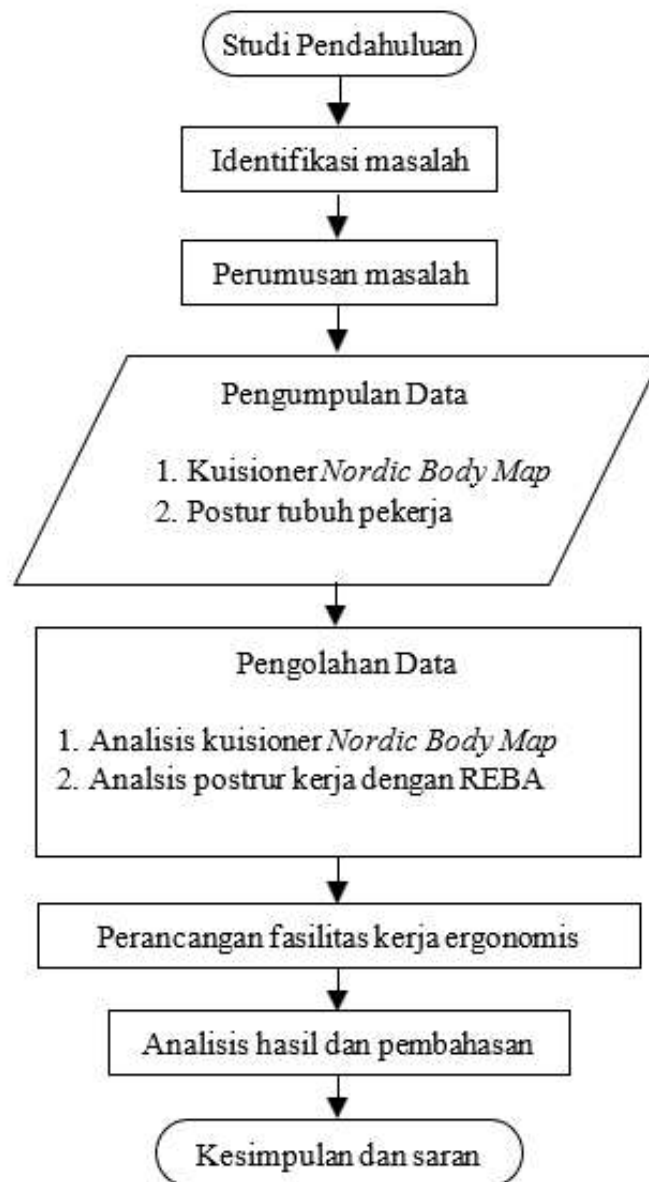 Studi Pendahuluan
Identifikasi masalah
Perumusan masalah
Pengumpulan Data
1. Kuisioner Nordic Body Map
2. Postur tubuh pekerja
Pengolahan Data
1. Analisis kuisioner Nordic Body Map
2. Analsis postrur kerja dengan REBA
Perancangan fasilitas kerja ergonomis
Analisis hasil dan pembahasan
Kesimpulan dan saran